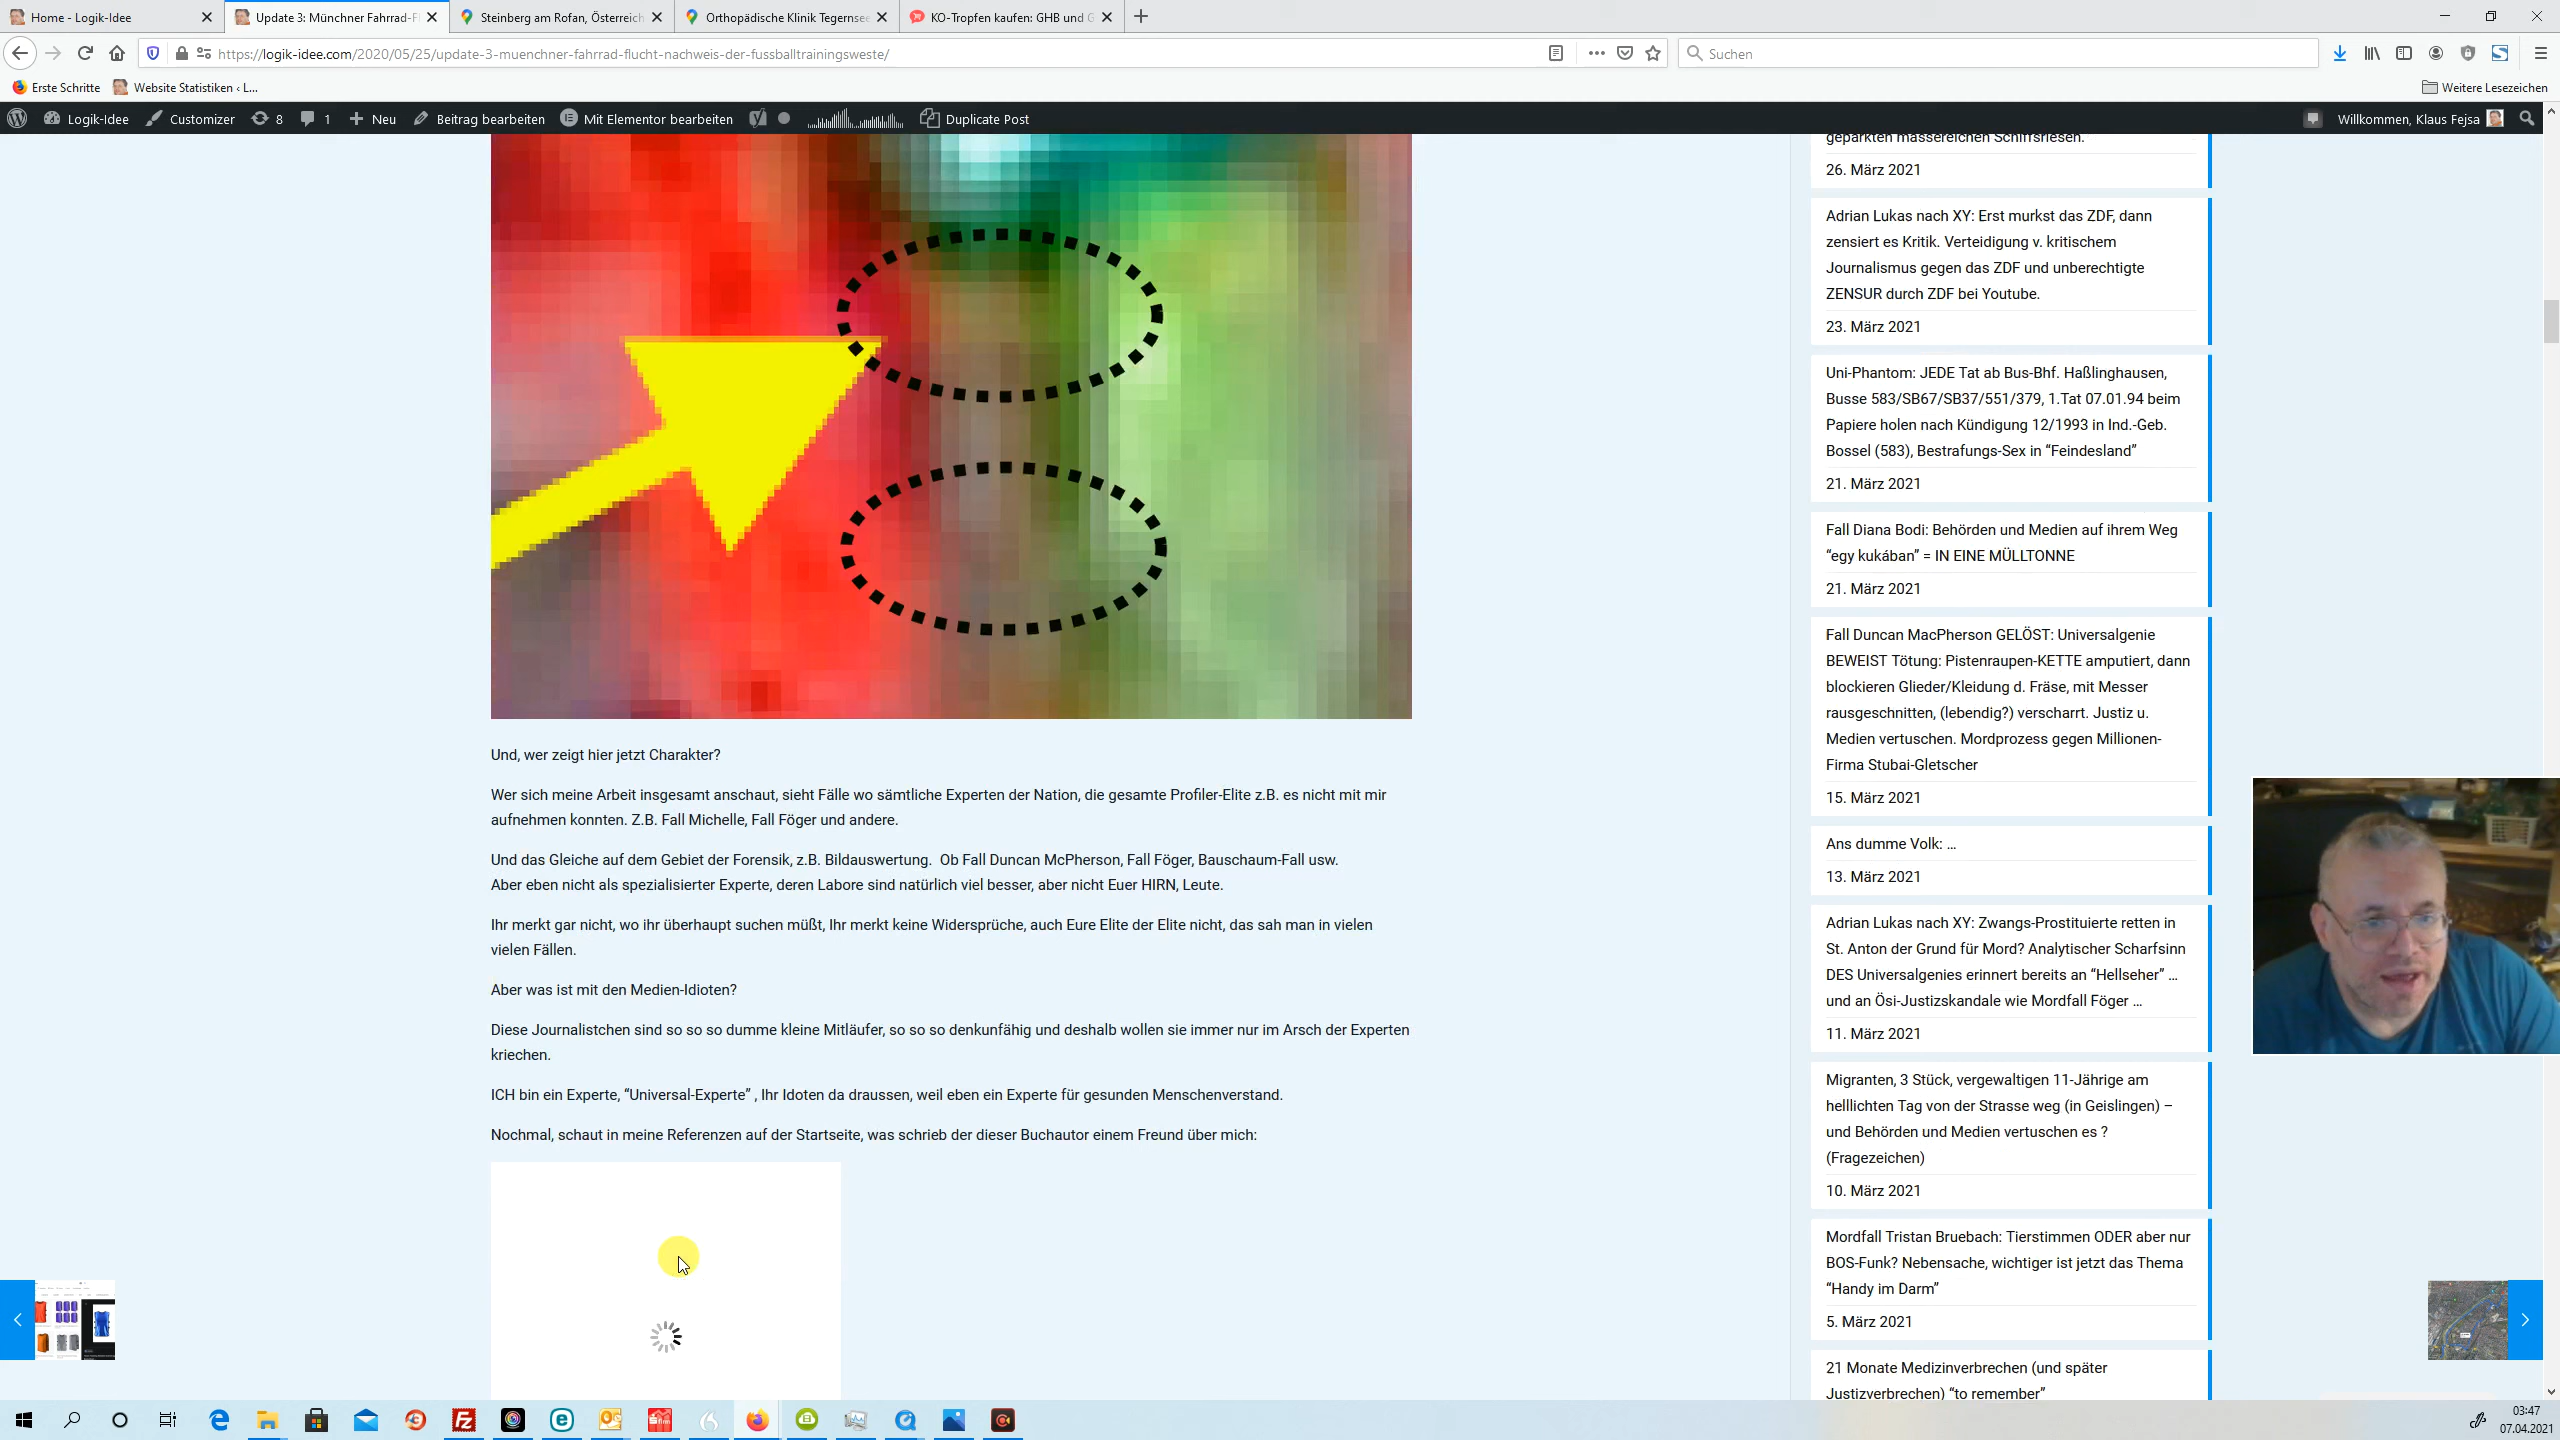 Home - Logik-Idee
Update 3: Münchner Fahrrad-F
Steinberg am Rofan, Österreich
Orthopädische Klinik Tegernsee
KO-Tropfen kaufen: GHB und G
https://logik-idee.com/2020/05/25/update-3-muenchner-fahrrad-flucht-nachweis-der-fussballtrainingsweste/
Suchen
Erste Schritte
Website Statistiken ‹ L...
Weitere Lesezeichen
Logik-Idee
Customizer
8
1
Neu
Beitrag bearbeiten
Mit Elementor bearbeiten
Duplicate Post
Willkommen, Klaus Fejsa
Und, wer zeigt hier jetzt Charakter?
Wer sich meine Arbeit insgesamt anschaut, sieht Fälle wo sämtliche Experten der Nation, die gesamte Profiler-Elite z.B. es nicht mit mir
aufnehmen konnten. Z.B. Fall Michelle, Fall Föger und andere.
Und das Gleiche auf dem Gebiet der Forensik, z.B. Bildauswertung.  Ob Fall Duncan McPherson, Fall Föger, Bauschaum-Fall usw.
Aber eben nicht als spezialisierter Experte, deren Labore sind natürlich viel besser, aber nicht Euer HIRN, Leute.
Ihr merkt gar nicht, wo ihr überhaupt suchen müßt, Ihr merkt keine Widersprüche, auch Eure Elite der Elite nicht, das sah man in vielen
vielen Fällen.
Aber was ist mit den Medien-Idioten?
Diese Journalistchen sind so so so dumme kleine Mitläufer, so so so denkunfähig und deshalb wollen sie immer nur im Arsch der Experten
kriechen.
ICH bin ein Experte, “Universal-Experte” , Ihr Idoten da draussen, weil eben ein Experte für gesunden Menschenverstand.
Nochmal, schaut in meine Referenzen auf der Startseite, was schrieb der dieser Buchautor einem Freund über mich:
geparkten massereichen Schiffsriesen.
26. März 2021
Adrian Lukas nach XY: Erst murkst das ZDF, dann
zensiert es Kritik. Verteidigung v. kritischem
Journalismus gegen das ZDF und unberechtigte
ZENSUR durch ZDF bei Youtube.
23. März 2021
Uni-Phantom: JEDE Tat ab Bus-Bhf. Haßlinghausen,
Busse 583/SB67/SB37/551/379, 1.Tat 07.01.94 beim
Papiere holen nach Kündigung 12/1993 in Ind.-Geb.
Bossel (583), Bestrafungs-Sex in “Feindesland”
21. März 2021
Fall Diana Bodi: Behörden und Medien auf ihrem Weg
“egy kukában” = IN EINE MÜLLTONNE
21. März 2021
Fall Duncan MacPherson GELÖST: Universalgenie
BEWEIST Tötung: Pistenraupen-KETTE amputiert, dann
blockieren Glieder/Kleidung d. Fräse, mit Messer
rausgeschnitten, (lebendig?) verscharrt. Justiz u.
Medien vertuschen. Mordprozess gegen Millionen-
Firma Stubai-Gletscher
15. März 2021
Ans dumme Volk: …
13. März 2021
Adrian Lukas nach XY: Zwangs-Prostituierte retten in
St. Anton der Grund für Mord? Analytischer Scharfsinn
DES Universalgenies erinnert bereits an “Hellseher” …
und an Ösi-Justizskandale wie Mordfall Föger …
11. März 2021
Migranten, 3 Stück, vergewaltigen 11-Jährige am
helllichten Tag von der Strasse weg (in Geislingen) –
und Behörden und Medien vertuschen es ?
(Fragezeichen)
10. März 2021
Mordfall Tristan Bruebach: Tierstimmen ODER aber nur
BOS-Funk? Nebensache, wichtiger ist jetzt das Thema
“Handy im Darm”
5. März 2021
21 Monate Medizinverbrechen (und später
Justizverbrechen) “to remember”
03:47
07.04.2021